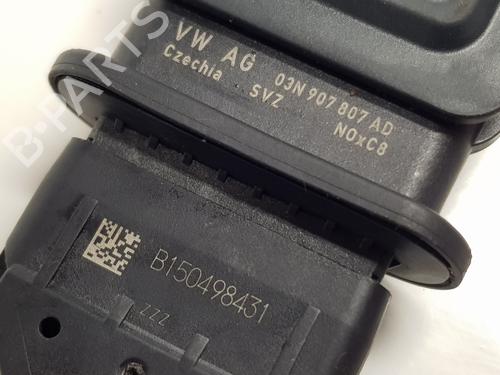 VW AG 03N 907 807 AD
Czechia SVZ NOxC8
B150498431
ZZZ
B-PARTS